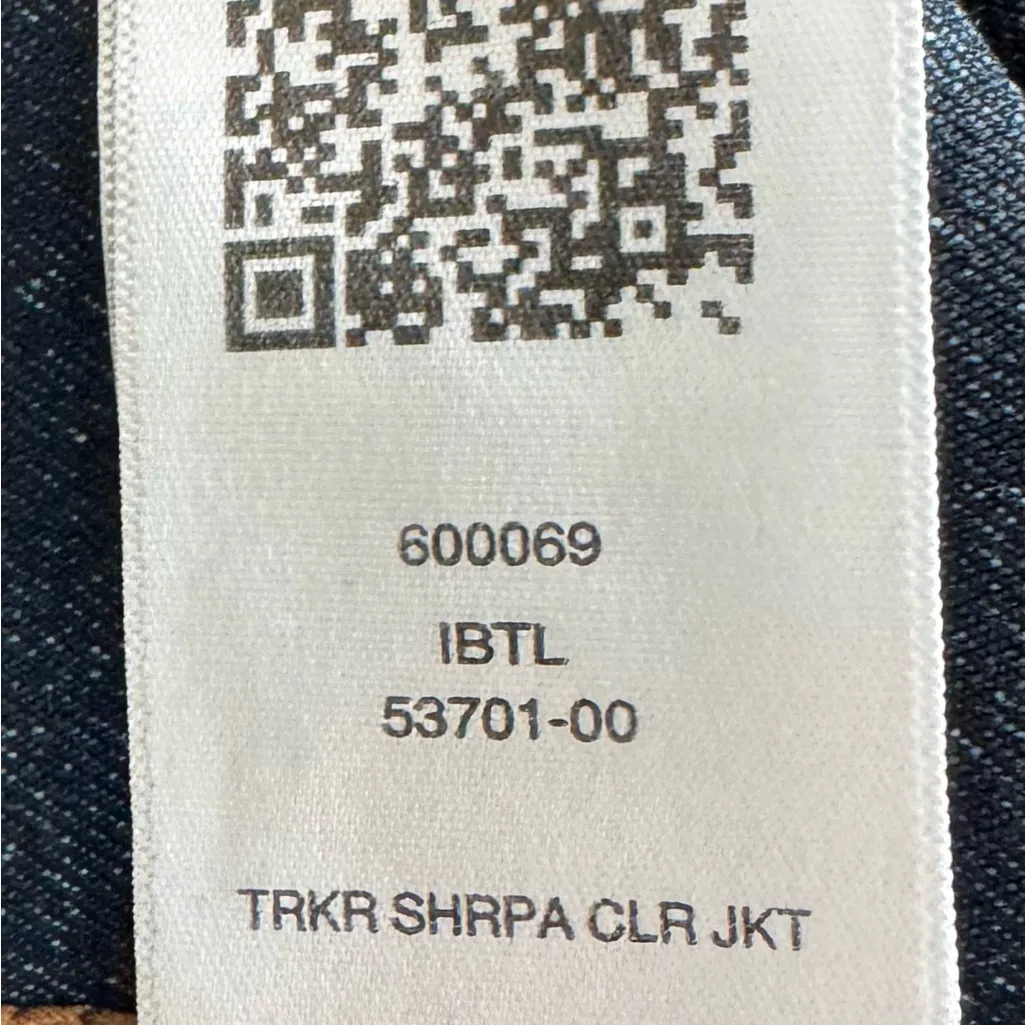 600069
IBTL
53701-00
TRKR SHRPA CLR JKT